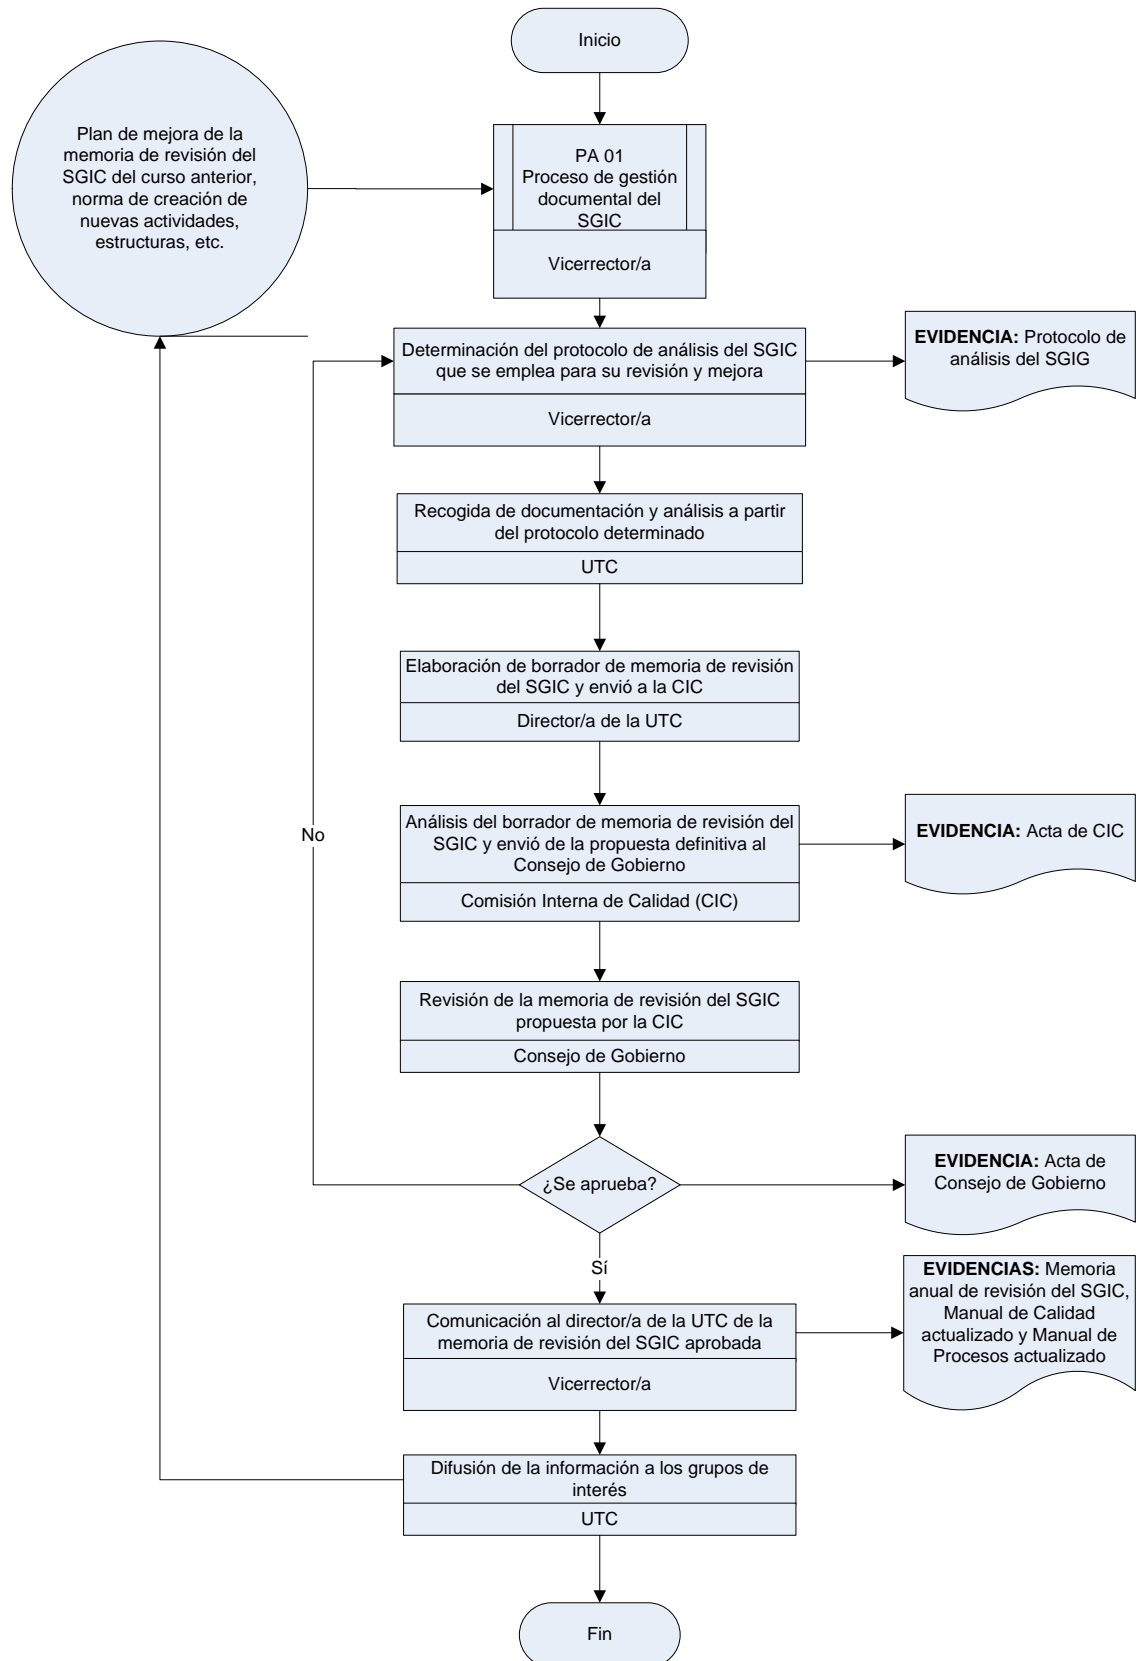 Inicio
Plan de mejora de la
memoria de revisión del
SGIC del curso anterior,
norma de creación de
nuevas actividades,
estructuras, etc.
PA 01
Proceso de gestión
documental del
SGIC
Vicerrector/a
Determinación del protocolo de análisis del SGIC
que se emplea para su revisión y mejora
Vicerrector/a
EVIDENCIA: Protocolo de
análisis del SGIG
Recogida de documentación y análisis a partir
del protocolo determinado
UTC
Elaboración de borrador de memoria de revisión
del SGIC y envió a la CIC
Director/a de la UTC
Análisis del borrador de memoria de revisión del
SGIC y envió de la propuesta definitiva al
Consejo de Gobierno
Comisión Interna de Calidad (CIC)
EVIDENCIA: Acta de CIC
No
Revisión de la memoria de revisión del SGIC
propuesta por la CIC
Consejo de Gobierno
¿Se aprueba?
EVIDENCIA: Acta de
Consejo de Gobierno
Sí
Comunicación al director/a de la UTC de la
memoria de revisión del SGIC aprobada
Vicerrector/a
EVIDENCIAS: Memoria
anual de revisión del SGIC,
Manual de Calidad
actualizado y Manual de
Procesos actualizado
Difusión de la información a los grupos de
interés
UTC
Fin